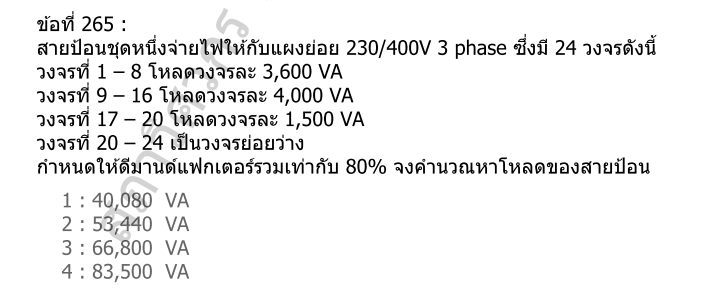 ข้อที่ 265 :
สายป้อนชุดหนึ่งจ่ายไฟให้กับแผงย่อย 230/400V 3 phase ซึ่งมี 24 วงจรดังนี้
วงจรที่ 1 – 8 โหลดวงจรละ 3,600 VA
วงจรที่ 9 – 16 โหลดวงจรละ 4,000 VA
วงจรที่ 17 – 20 โหลดวงจรละ 1,500 VA
วงจรที่ 20 – 24 เป็นวงจรย่อยว่าง
กำหนดให้ดีมานด์แฟกเตอร์รวมเท่ากับ 80% จงคำนวณหาโหลดของสายป้อน
1 : 40,080 VA
2 : 53,440 VA
3 : 66,800 VA
4 : 83,500 VA
สภาวิศวกร